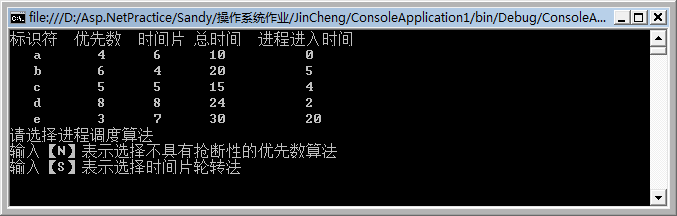 file:///D:/Asp.NetPractice/Sandy/操作系统作业/JinCheng/ConsoleApplication1/bin/Debug/ConsoleA...
标识符 优先数 时间片 总时间 进程进入时间
a 4 6 10 0
b 6 4 20 5
c 5 5 15 4
d 8 8 24 2
e 3 7 30 20
请选择进程调度算法
输入【N】表示选择不具有抢断性的优先数算法
输入【S】表示选择时间片轮转法